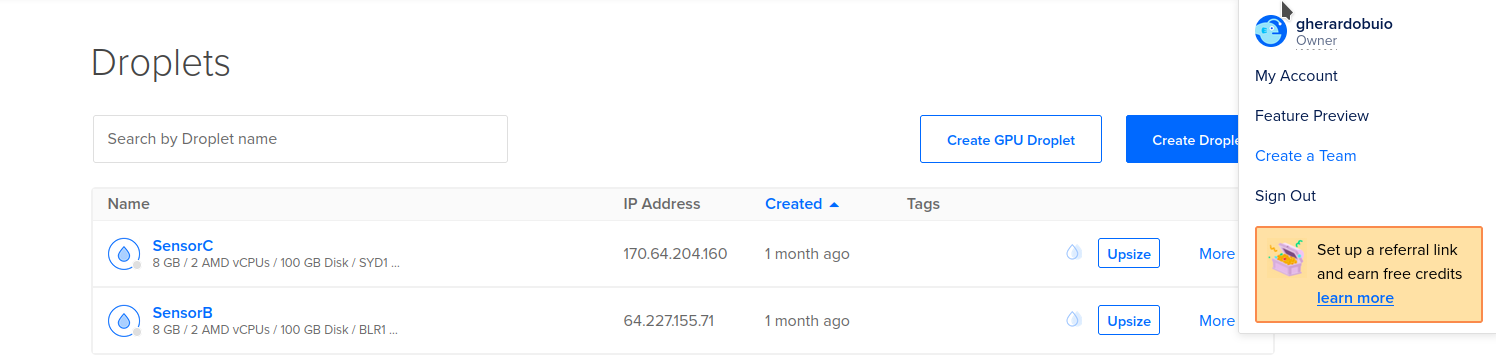 Droplets
Search by Droplet name
Create GPU Droplet
Create
Name IP Address Created Tags
SensorC
8 GB / 2 AMD vCPUs / 100 GB Disk / SYD1 ...
170.64.204.160 1 month ago Upsize More
SensorB
8 GB / 2 AMD vCPUs / 100 GB Disk / BLR1 ...
64.227.155.71 1 month ago Upsize More
gherardobuio
Owner
My Account
Feature Preview
Create a Team
Sign Out
Set up a referral link
and earn free credits
learn more